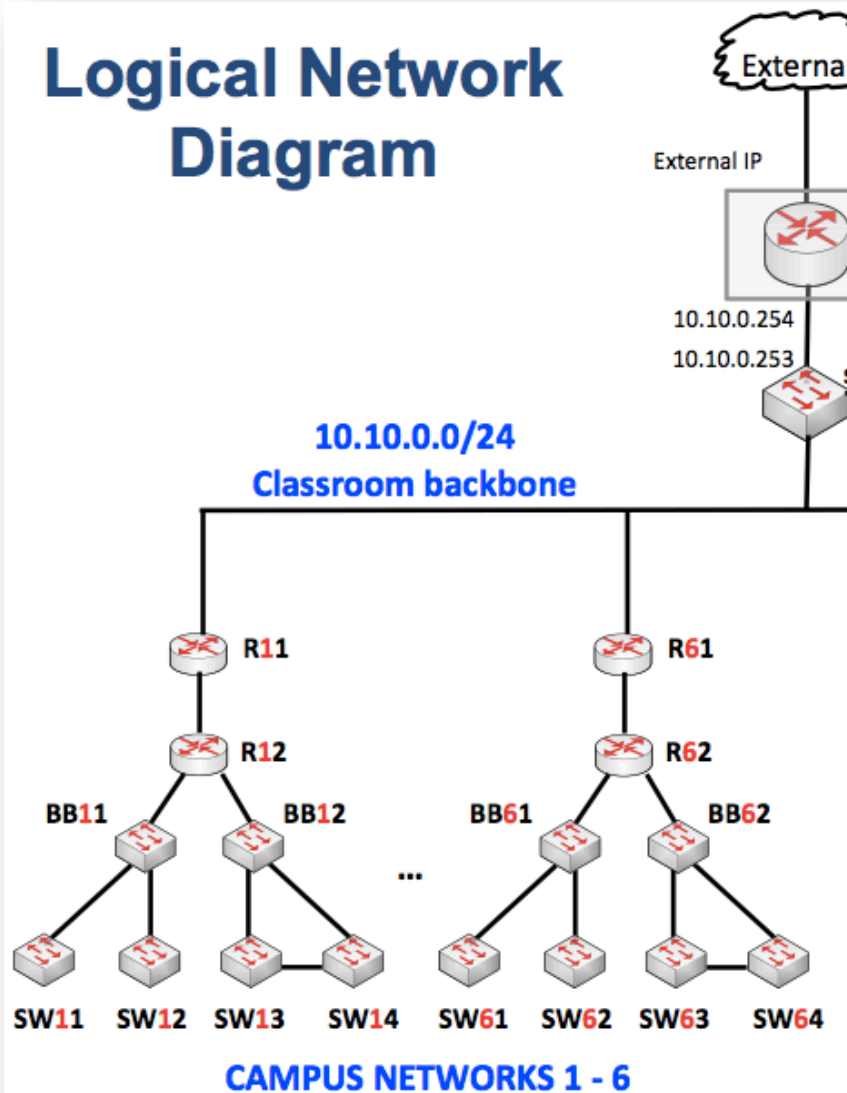 Logical Network
Diagram
Externa
External IP
10.10.0.254
10.10.0.253
10.10.0.0/24
Classroom backbone
R11
R61
R12
R62
BB11
BB12
BB61
BB62
...
SW11
SW12
SW13
SW14
SW61
SW62
SW63
SW64
CAMPUS NETWORKS 1 - 6